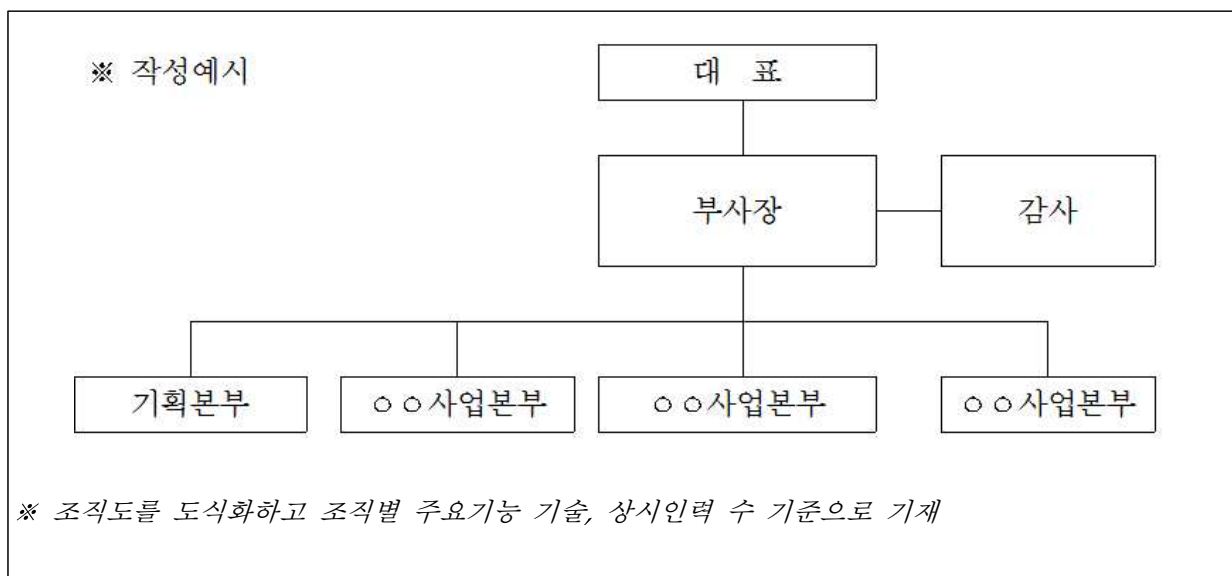 ※ 작성예시
대 표
부사장
감사
기획본부
○○사업본부
○○사업본부
○○사업본부
※ 조직도를 도식화하고 조직별 주요기능 기술, 상시인력 수 기준으로 기재